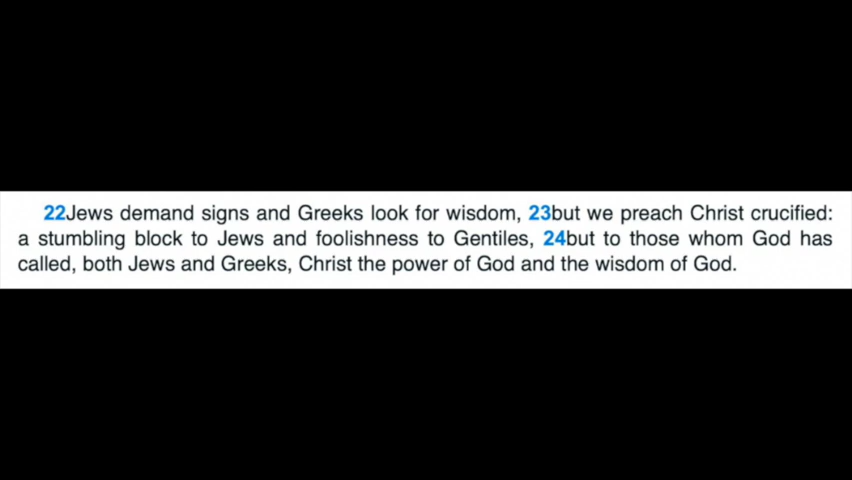 22Jews demand signs and Greeks look for wisdom, 23but we preach Christ crucified:
a stumbling block to Jews and foolishness to Gentiles, 24but to those whom God has
called, both Jews and Greeks, Christ the power of God and the wisdom of God.